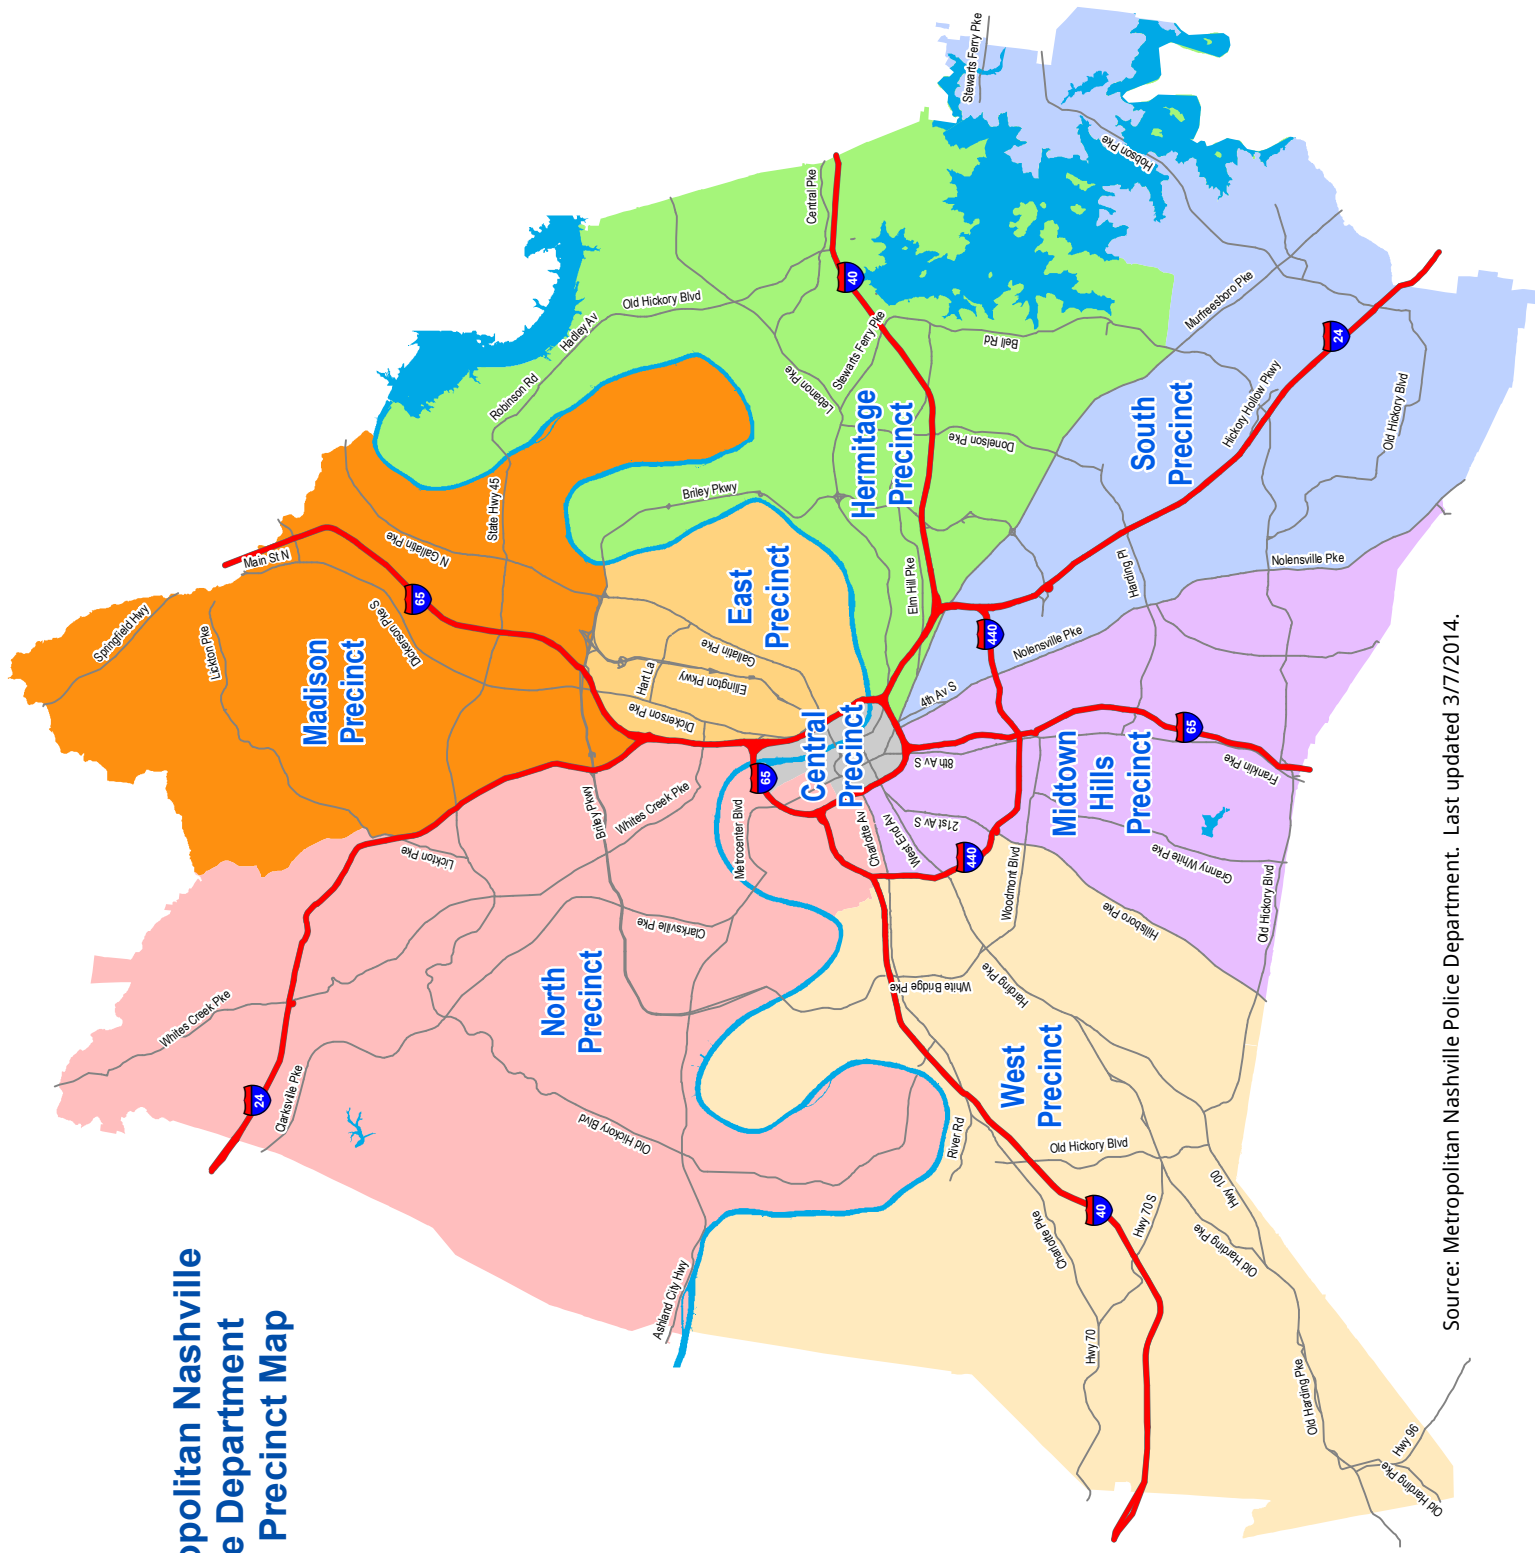 opolitan Nashville
e Department
Precinct Map
Madison
Precinct
North
Precinct
East
Precinct
Central
Precinct
Hermitage
Precinct
West
Precinct
Midtown
Hills
Precinct
South
Precinct
Springfield Hwy
Lickton Pke
Main St N
Dickerson Pke S
N Gallatin Pke
State Hwy 45
65
Robinson Rd
Hadley Av
Old Hickory Blvd
Central Pke
40
Stewarts Ferry Pke
Lebanon Pke
Bell Rd
Donelson Pke
Briley Pkwy
Elm Hill Pke
Gallatin Pke
Ellington Pkwy
Hart La
Dickerson Pke
Briley Pkwy
Whites Creek Pke
Metrocenter Blvd
65
Lickton Pke
Clarksville Pke
Whites Creek Pke
24
Clarksville Pke
Old Hickory Blvd
Ashland City Hwy
River Rd
White Bridge Pke
Harding Pke
Charlotte Av
West End Av
21st Av S
8th Av S
4th Av S
440
440
Woodmont Blvd
Hillsboro Pke
Granny White Pke
Franklin Pke
65
Old Hickory Blvd
Nolensville Pke
Nolensville Pke
Harding Pl
Hickory Hollow Pkwy
Murfreesboro Pke
Old Hickory Blvd
24
Hobson Pke
Stewarts Ferry Pke
Old Hickory Blvd
40
Charlotte Pke
Hwy 70 S
Hwy 100
Old Harding Pke
Hwy 70
Old Harding Pke
Hwy 96
Old Harding Pke
Source: Metropolitan Nashville Police Department. Last updated 3/7/2014.